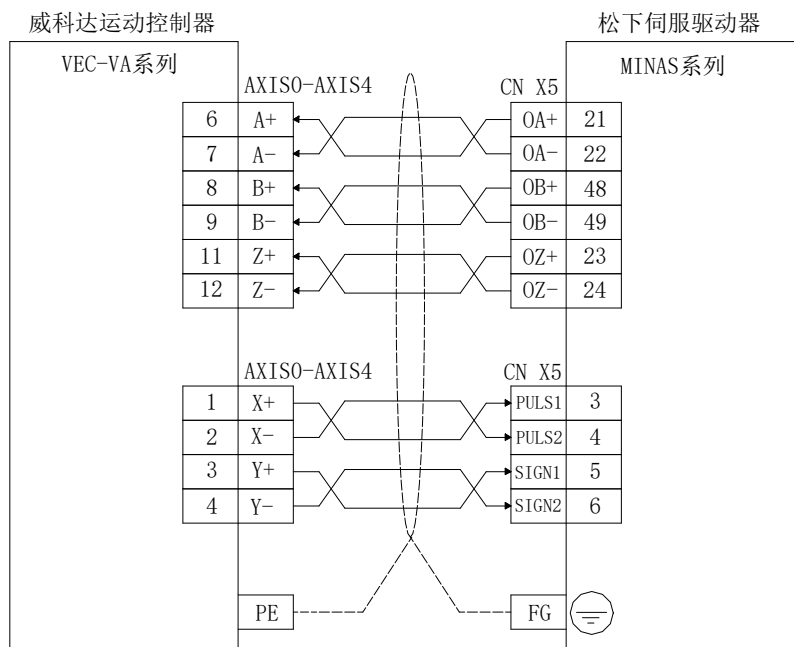 威科达运动控制器 松下伺服驱动器
VEC-VA系列 MINAS系列
AXIS0-AXIS4 CN X5
6 A+ OA+ 21
7 A- OA- 22
8 B+ OB+ 48
9 B- OB- 49
11 Z+ OZ+ 23
12 Z- OZ- 24
AXIS0-AXIS4 CN X5
1 X+ PULS1 3
2 X- PULS2 4
3 Y+ SIGN1 5
4 Y- SIGN2 6
PE FG